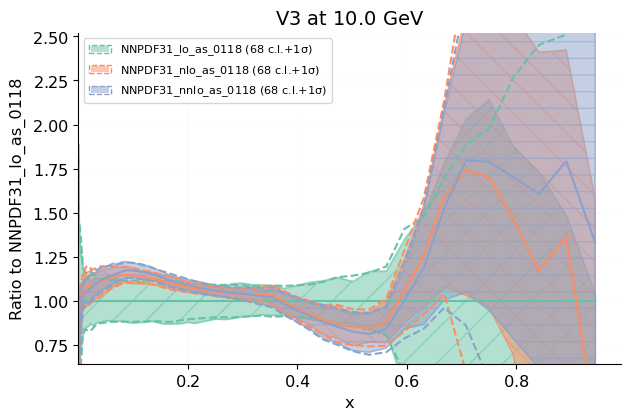 V3 at 10.0 GeV
2.50
2.25
2.00
1.75
1.50
1.25
1.00
0.75
Ratio to NNPDF31_lo_as_0118
NNPDF31_lo_as_0118 (68 c.l.+1σ)
NNPDF31_nlo_as_0118 (68 c.l.+1σ)
NNPDF31_nnlo_as_0118 (68 c.l.+1σ)
0.2 0.4 0.6 0.8
x